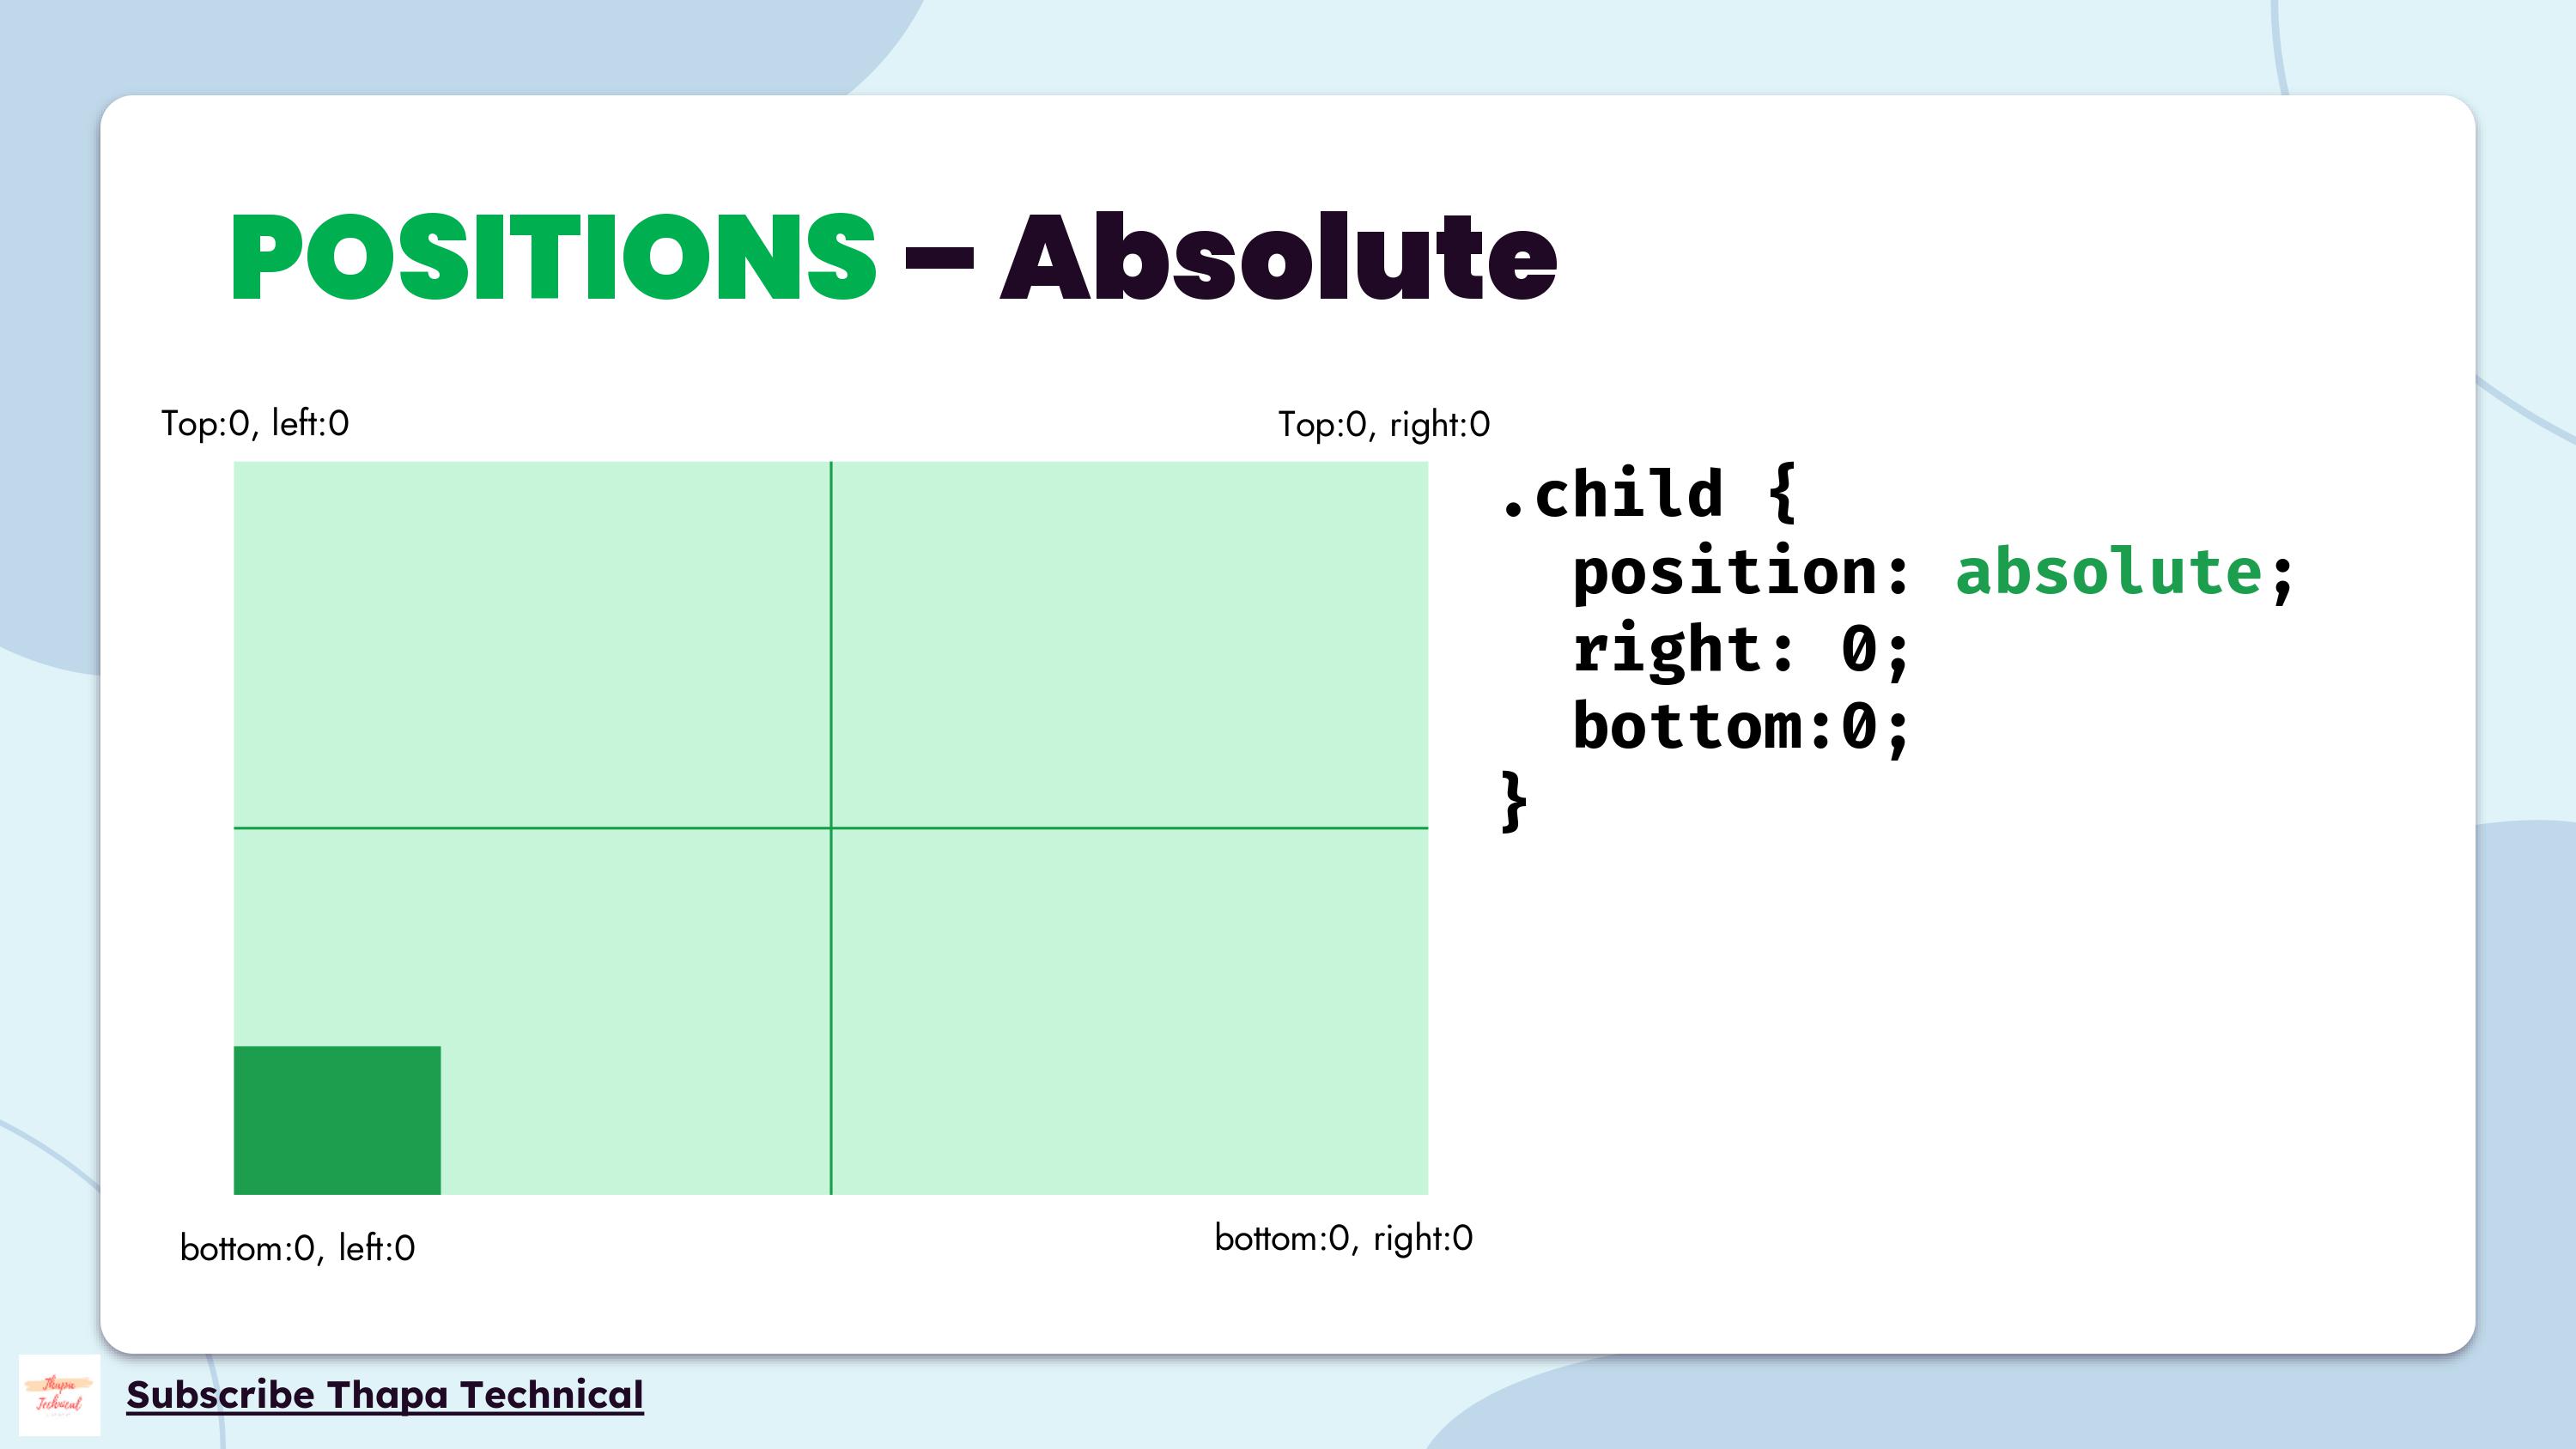 POSITIONS – Absolute
Top:0, left:0
Top:0, right:0
.child {
  position: absolute;
  right: 0;
  bottom:0;
}
bottom:0, left:0
bottom:0, right:0
Thapa
Technical
Subscribe Thapa Technical